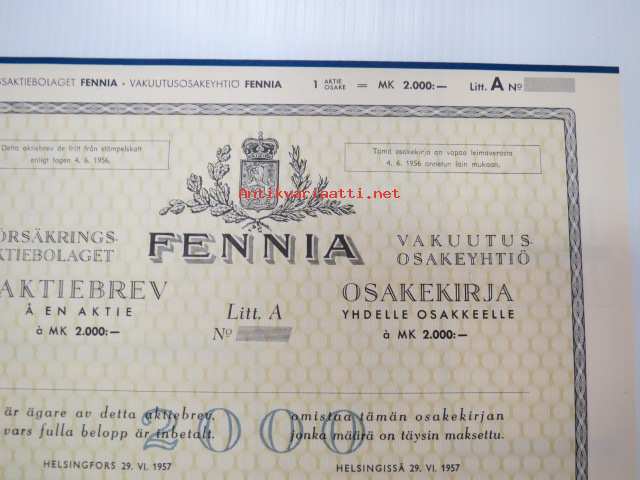 GSAKTIEBOLAGET FENNIA - VAKUUTUSOSAKEYHTIÖ FENNIA 1 AKTIE OSAKE = MK 2.000:— Litt. A No
Detta aktiebrev är fritt från stämpelskatt
enligt lagen 4. 6. 1956.
Tämä osakekirja on vapaa leimaverosta
4. 6. 1956 annetun lain mukaan.
Antikvariaatti.net
ÖRSÄKRINGS-
AKTIEBOLAGET
FENNIA
VAKUUTUS-
OSAKEYHTIÖ
AKTIEBREV
Å EN AKTIE
à MK 2.000:—
Litt. A
No
OSAKEKIRJA
YHDELLE OSAKKEELLE
à MK 2.000:—
2000
är ägare av detta aktiebrev,
vars fulla belopp är inbetalt.
omistaa tämän osakekirjan
jonka määrä on täysin maksettu.
HELSINGFORS 29. VI. 1957
HELSINGISSÄ 29. VI. 1957